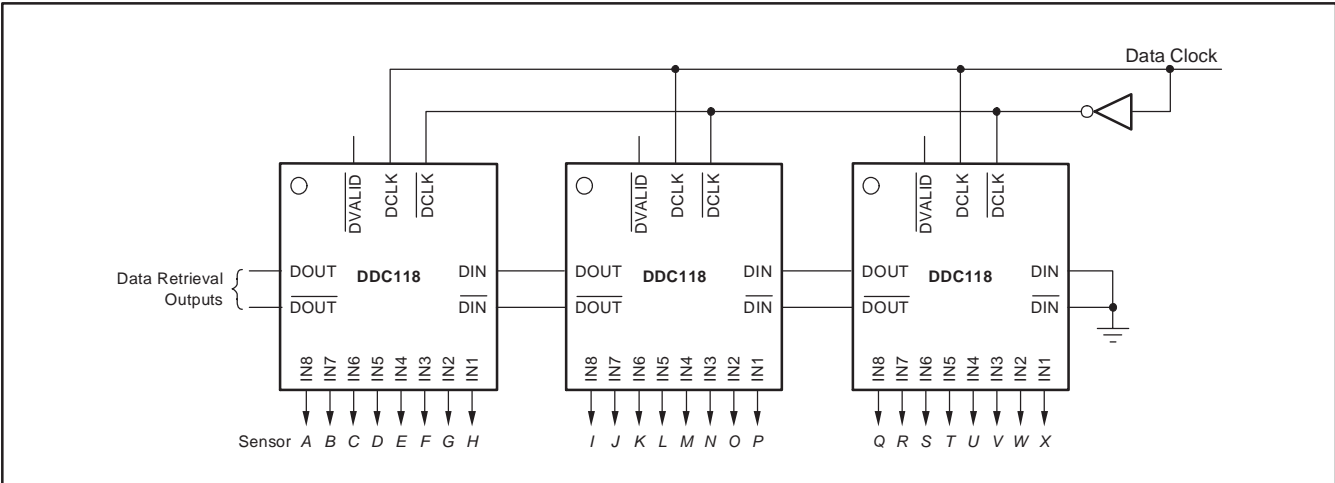 Data Clock
DVALID DCLK DCLK DVALID DCLK DCLK DVALID DCLK DCLK
Data Retrieval
Outputs
DOUT DDC118 DIN DOUT DDC118 DIN DOUT DDC118 DIN
DOUT DIN DOUT DIN DOUT DIN
IN8 IN7 IN6 IN5 IN4 IN3 IN2 IN1 IN8 IN7 IN6 IN5 IN4 IN3 IN2 IN1 IN8 IN7 IN6 IN5 IN4 IN3 IN2 IN1
Sensor A B C D E F G H I J K L M N O P Q R S T U V W X